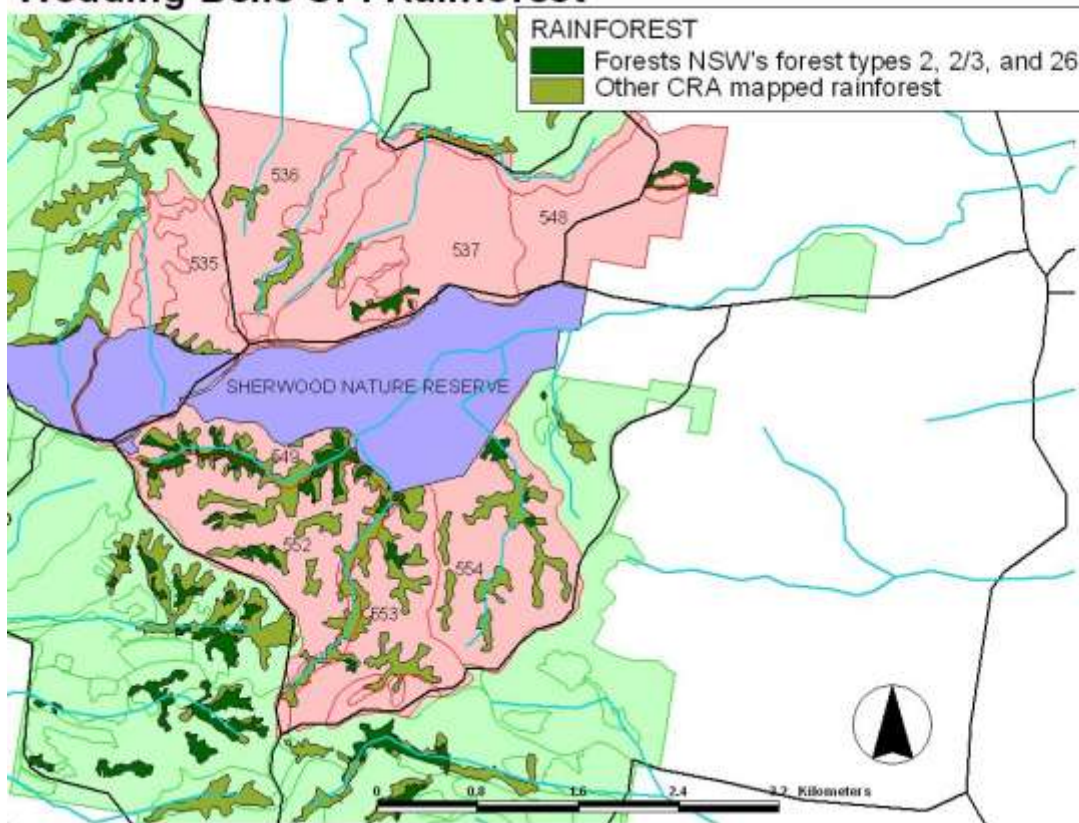 Wedding Bells SF: Rainforest
RAINFOREST
Forests NSW's forest types 2, 2/3, and 26
Other CRA mapped rainforest
536
548
537
535
SHERWOOD NATURE RESERVE
549
552
554
553
0 0.8 1.6 2.4 3.2 Kilometers